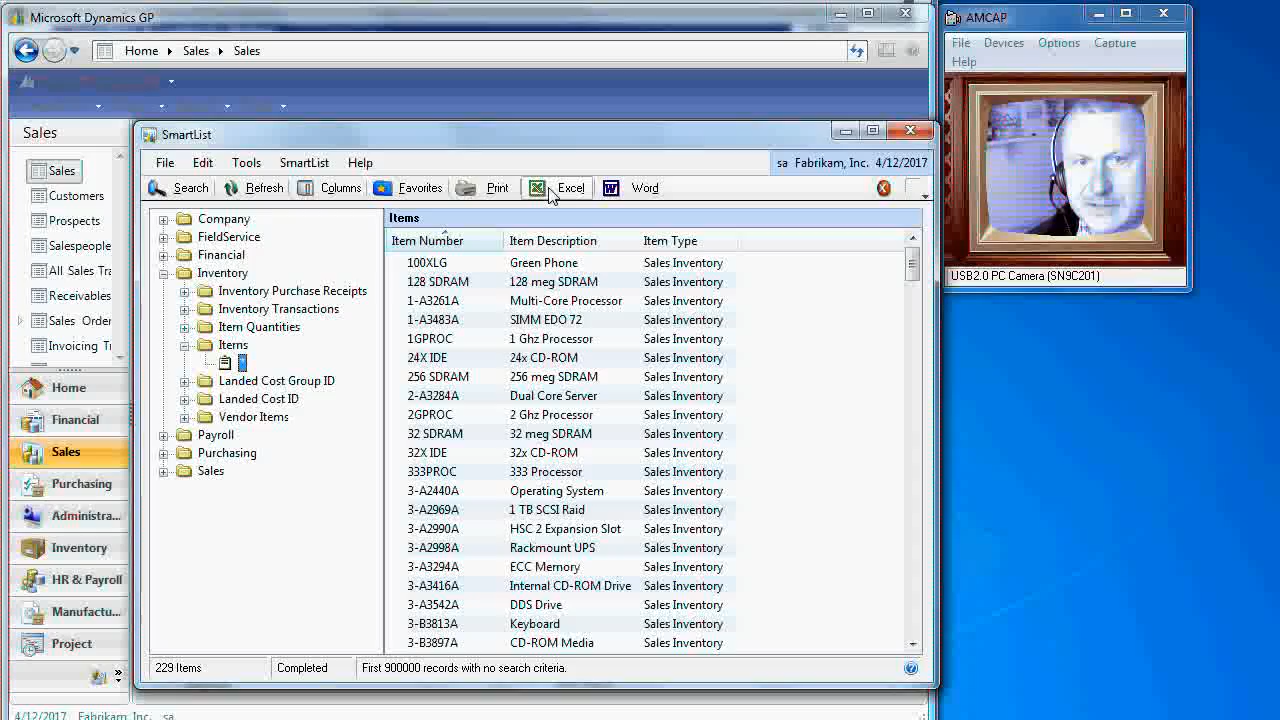 Microsoft Dynamics GP
Home Sales Sales
Sales
Sales
Customers
Prospects
Salespeople
All Sales Tra
Receivables
Sales Orde
Invoicing Tr
Home
Financial
Sales
Purchasing
Administra...
Inventory
HR & Payroll
Manufactu...
Project
4/12/2017 Fabrikam, Inc. sa
SmartList
File Edit Tools SmartList Help
sa Fabrikam, Inc. 4/12/2017
Search Refresh Columns Favorites Print Excel Word
Company
FieldService
Financial
Inventory
Inventory Purchase Receipts
Inventory Transactions
Item Quantities
Items
*
Landed Cost Group ID
Landed Cost ID
Vendor Items
Payroll
Purchasing
Sales
Items
Item Number Item Description Item Type
100XLG Green Phone Sales Inventory
128 SDRAM 128 meg SDRAM Sales Inventory
1-A3261A Multi-Core Processor Sales Inventory
1-A3483A SIMM EDO 72 Sales Inventory
1GPROC 1 Ghz Processor Sales Inventory
24X IDE 24x CD-ROM Sales Inventory
256 SDRAM 256 meg SDRAM Sales Inventory
2-A3284A Dual Core Server Sales Inventory
2GPROC 2 Ghz Processor Sales Inventory
32 SDRAM 32 meg SDRAM Sales Inventory
32X IDE 32x CD-ROM Sales Inventory
333PROC 333 Processor Sales Inventory
3-A2440A Operating System Sales Inventory
3-A2969A 1 TB SCSI Raid Sales Inventory
3-A2990A HSC 2 Expansion Slot Sales Inventory
3-A2998A Rackmount UPS Sales Inventory
3-A3294A ECC Memory Sales Inventory
3-A3416A Internal CD-ROM Drive Sales Inventory
3-A3542A DDS Drive Sales Inventory
3-B3813A Keyboard Sales Inventory
3-B3897A CD-ROM Media Sales Inventory
229 Items Completed First 900000 records with no search criteria.
AMCAP
File Devices Options Capture
Help
USB2.0 PC Camera (SN9C201)